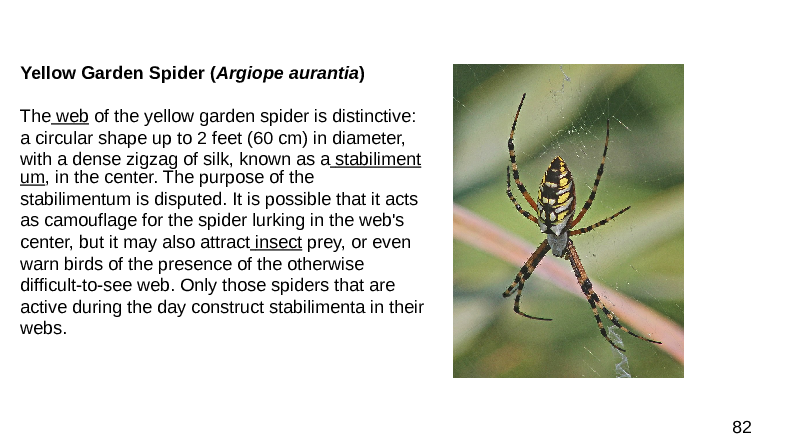 Yellow Garden Spider (Argiope aurantia)
The web of the yellow garden spider is distinctive:
a circular shape up to 2 feet (60 cm) in diameter,
with a dense zigzag of silk, known as a stabiliment
um, in the center. The purpose of the
stabilimentum is disputed. It is possible that it acts
as camouflage for the spider lurking in the web's
center, but it may also attract insect prey, or even
warn birds of the presence of the otherwise
difficult-to-see web. Only those spiders that are
active during the day construct stabilimenta in their
webs.
82